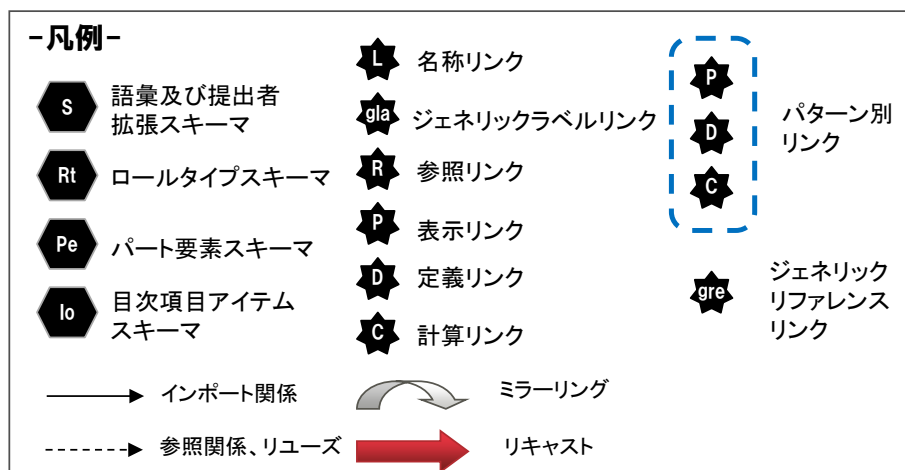 -凡例-
S
語彙及び提出者
拡張スキーマ
Rt
ロールタイプスキーマ
Pe
パート要素スキーマ
Io
目次項目アイテム
スキーマ
L
名称リンク
gla
ジェネリックラベルリンク
R
参照リンク
P
表示リンク
D
定義リンク
C
計算リンク
P
D
C
パターン別
リンク
gre
ジェネリック
リファレンス
リンク
インポート関係
ミラーリング
参照関係、リユーズ
リキャスト